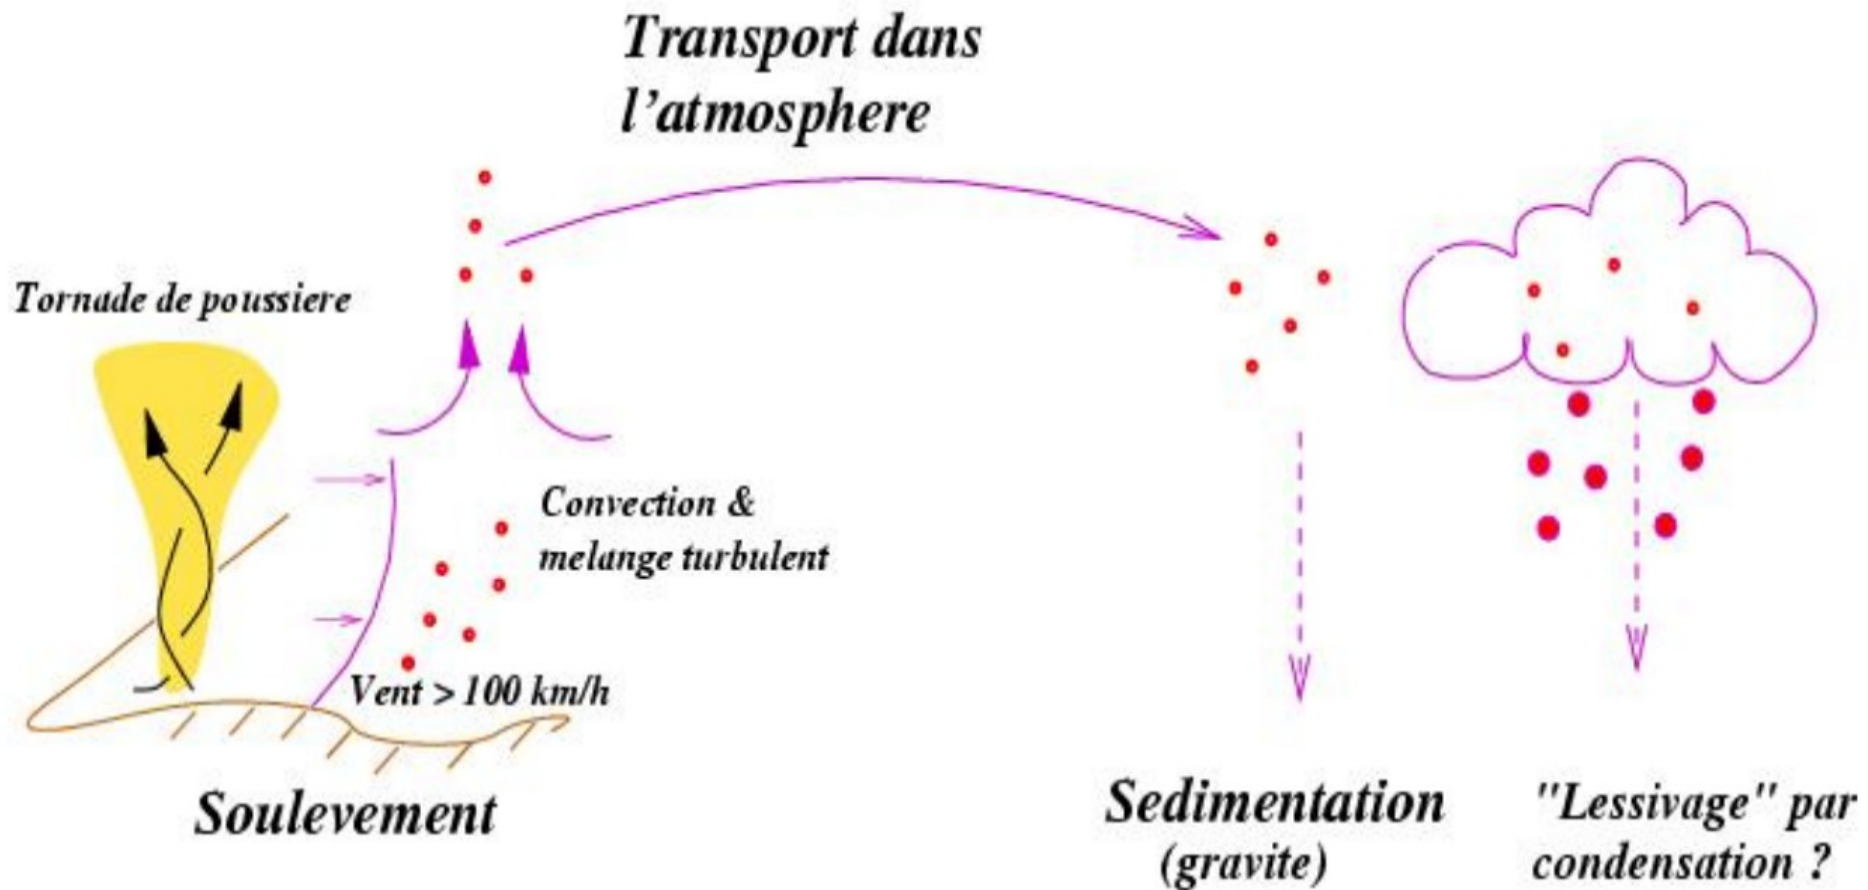 Transport dans
l'atmosphere
Tornade de poussiere
Convection &
melange turbulent
Vent > 100 km/h
Soulevement
Sedimentation
(gravite)
"Lessivage" par
condensation ?